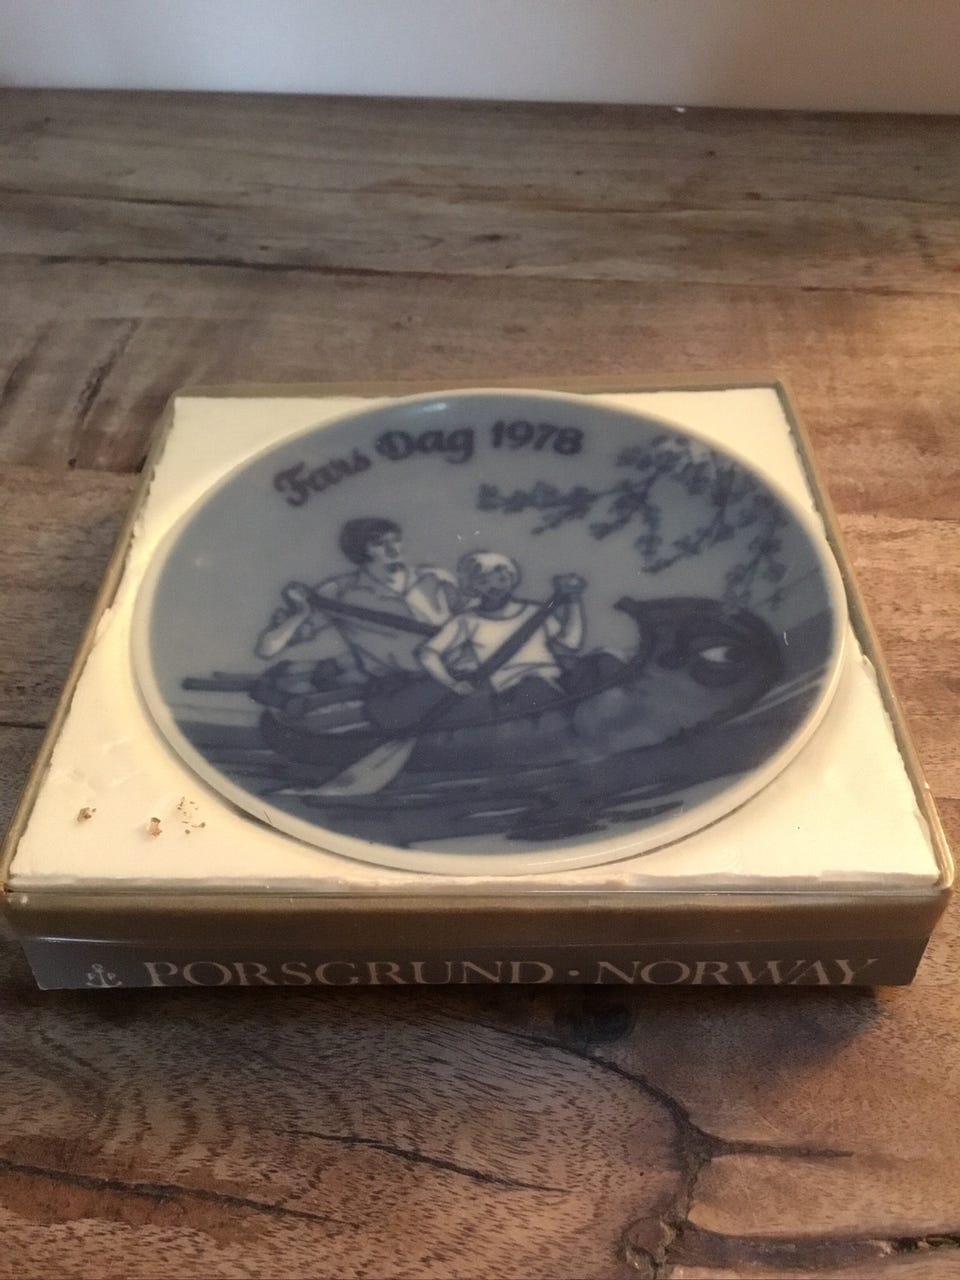 Fars Dag 1978
P P PORSGRUND · NORWAY